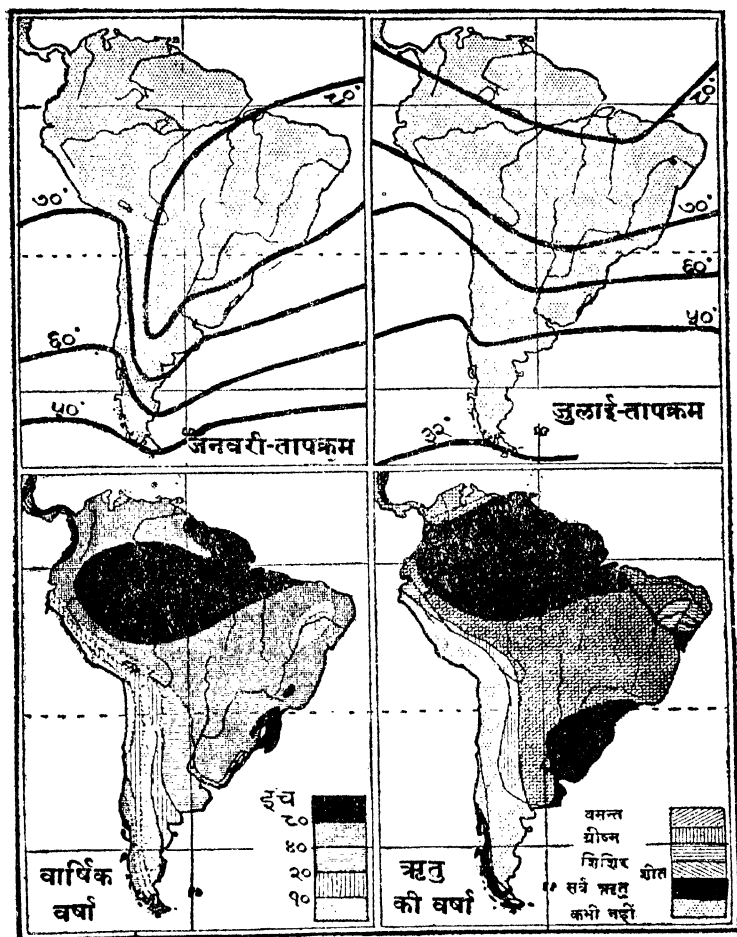 ८०°
७०°
६०°
५०°
जनवरी-तापक्रम
८०°
७०°
६०°
५०°
३२°
जुलाई-तापक्रम
इंच
८०
४०
२०
१०
वार्षिक
वर्षा
वसन्त
ग्रीष्म
शिशिर शीत
सर्व ऋतु
कभी नहीं
ऋतु
की वर्षा